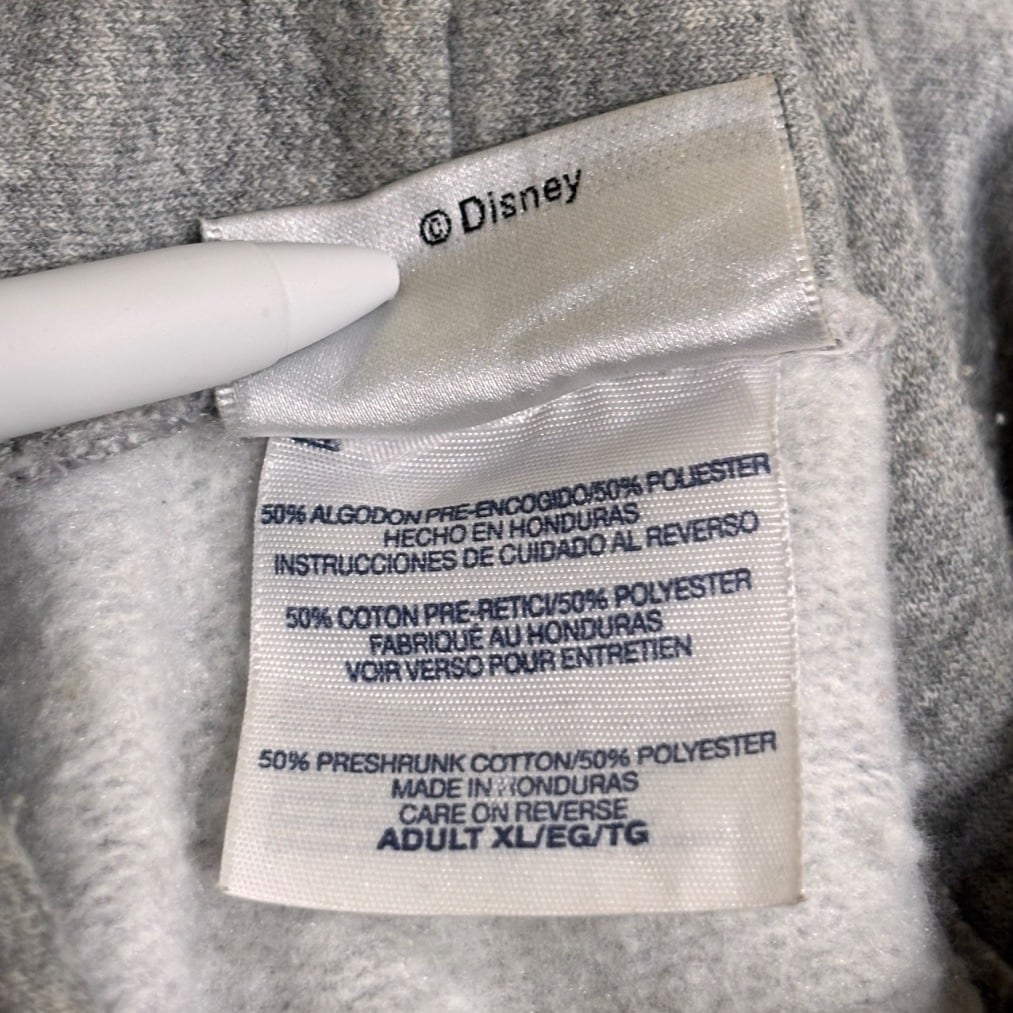 ©Disney
50% ALGODON PRE-ENCOGIDO/50% POLIESTER
HECHO EN HONDURAS
INSTRUCCIONES DE CUIDADO AL REVERSO
50% COTON PRE-RETICI/50% POLYESTER
FABRIQUÉ AU HONDURAS
VOIR VERSO POUR ENTRETIEN
50% PRESHRUNK COTTON/50% POLYESTER
MADE IN HONDURAS
CARE ON REVERSE
ADULT XL/EG/TG